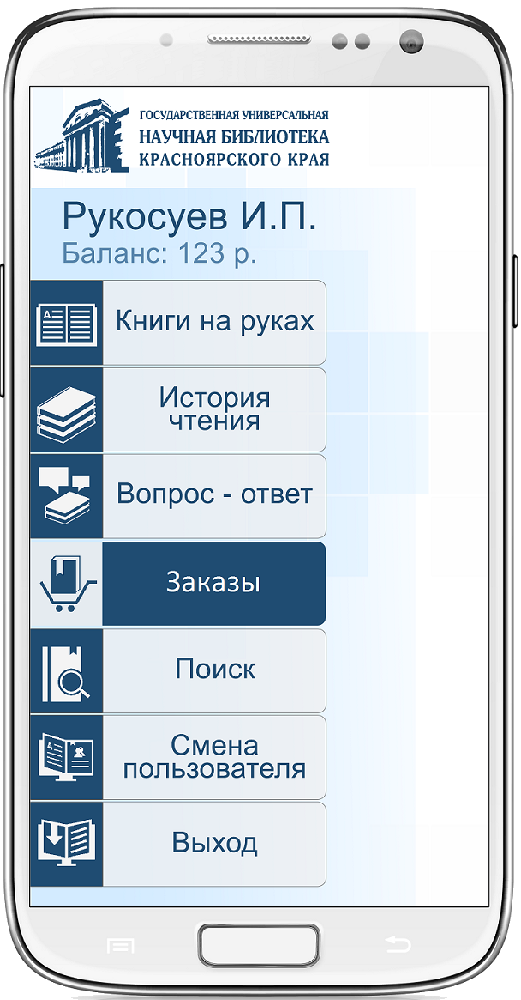 ГОСУДАРСТВЕННАЯ УНИВЕРСАЛЬНАЯ
НАУЧНАЯ БИБЛИОТЕКА
КРАСНОЯРСКОГО КРАЯ
Рукосуев И.П.
Баланс: 123 р.
Книги на руках
История
чтения
Вопрос - ответ
Заказы
Поиск
Смена
пользователя
Выход